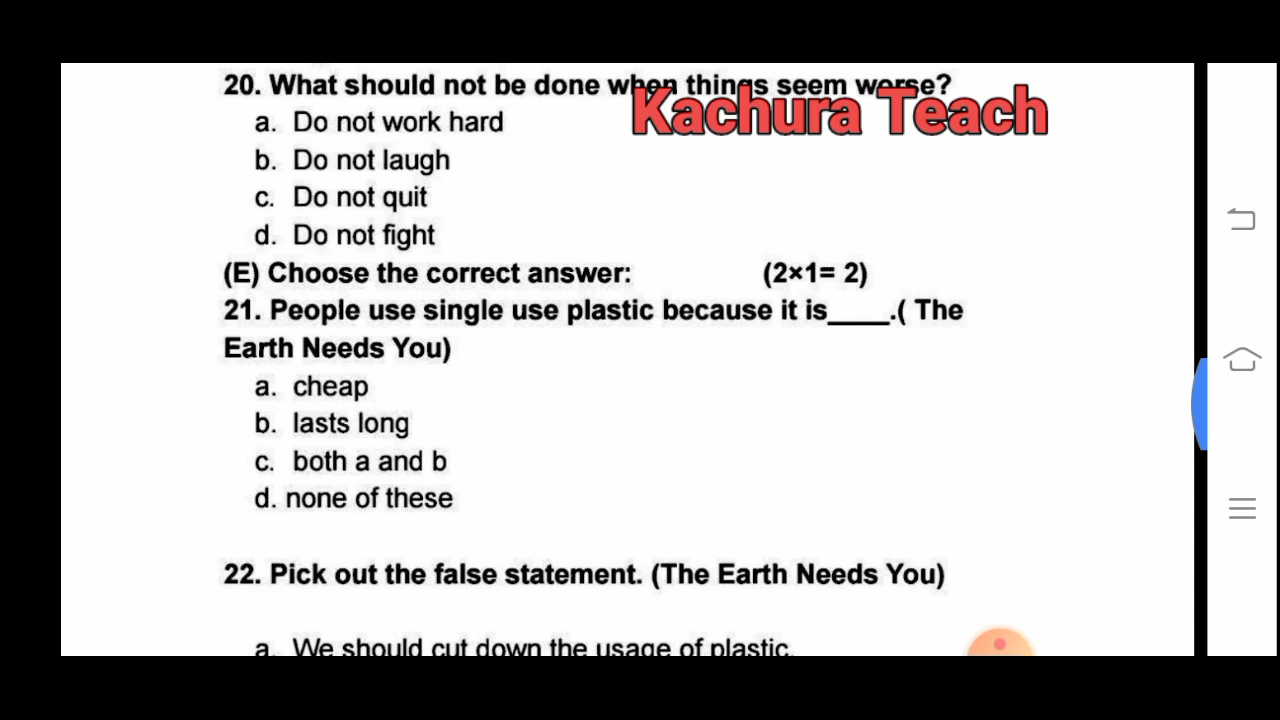 20. What should not be done when things seem worse?
Kachura Teach
a. Do not work hard
b. Do not laugh
c. Do not quit
d. Do not fight
(E) Choose the correct answer: (2×1= 2)
21. People use single use plastic because it is____.( The
Earth Needs You)
a. cheap
b. lasts long
c. both a and b
d. none of these
22. Pick out the false statement. (The Earth Needs You)
a. We should cut down the usage of plastic.